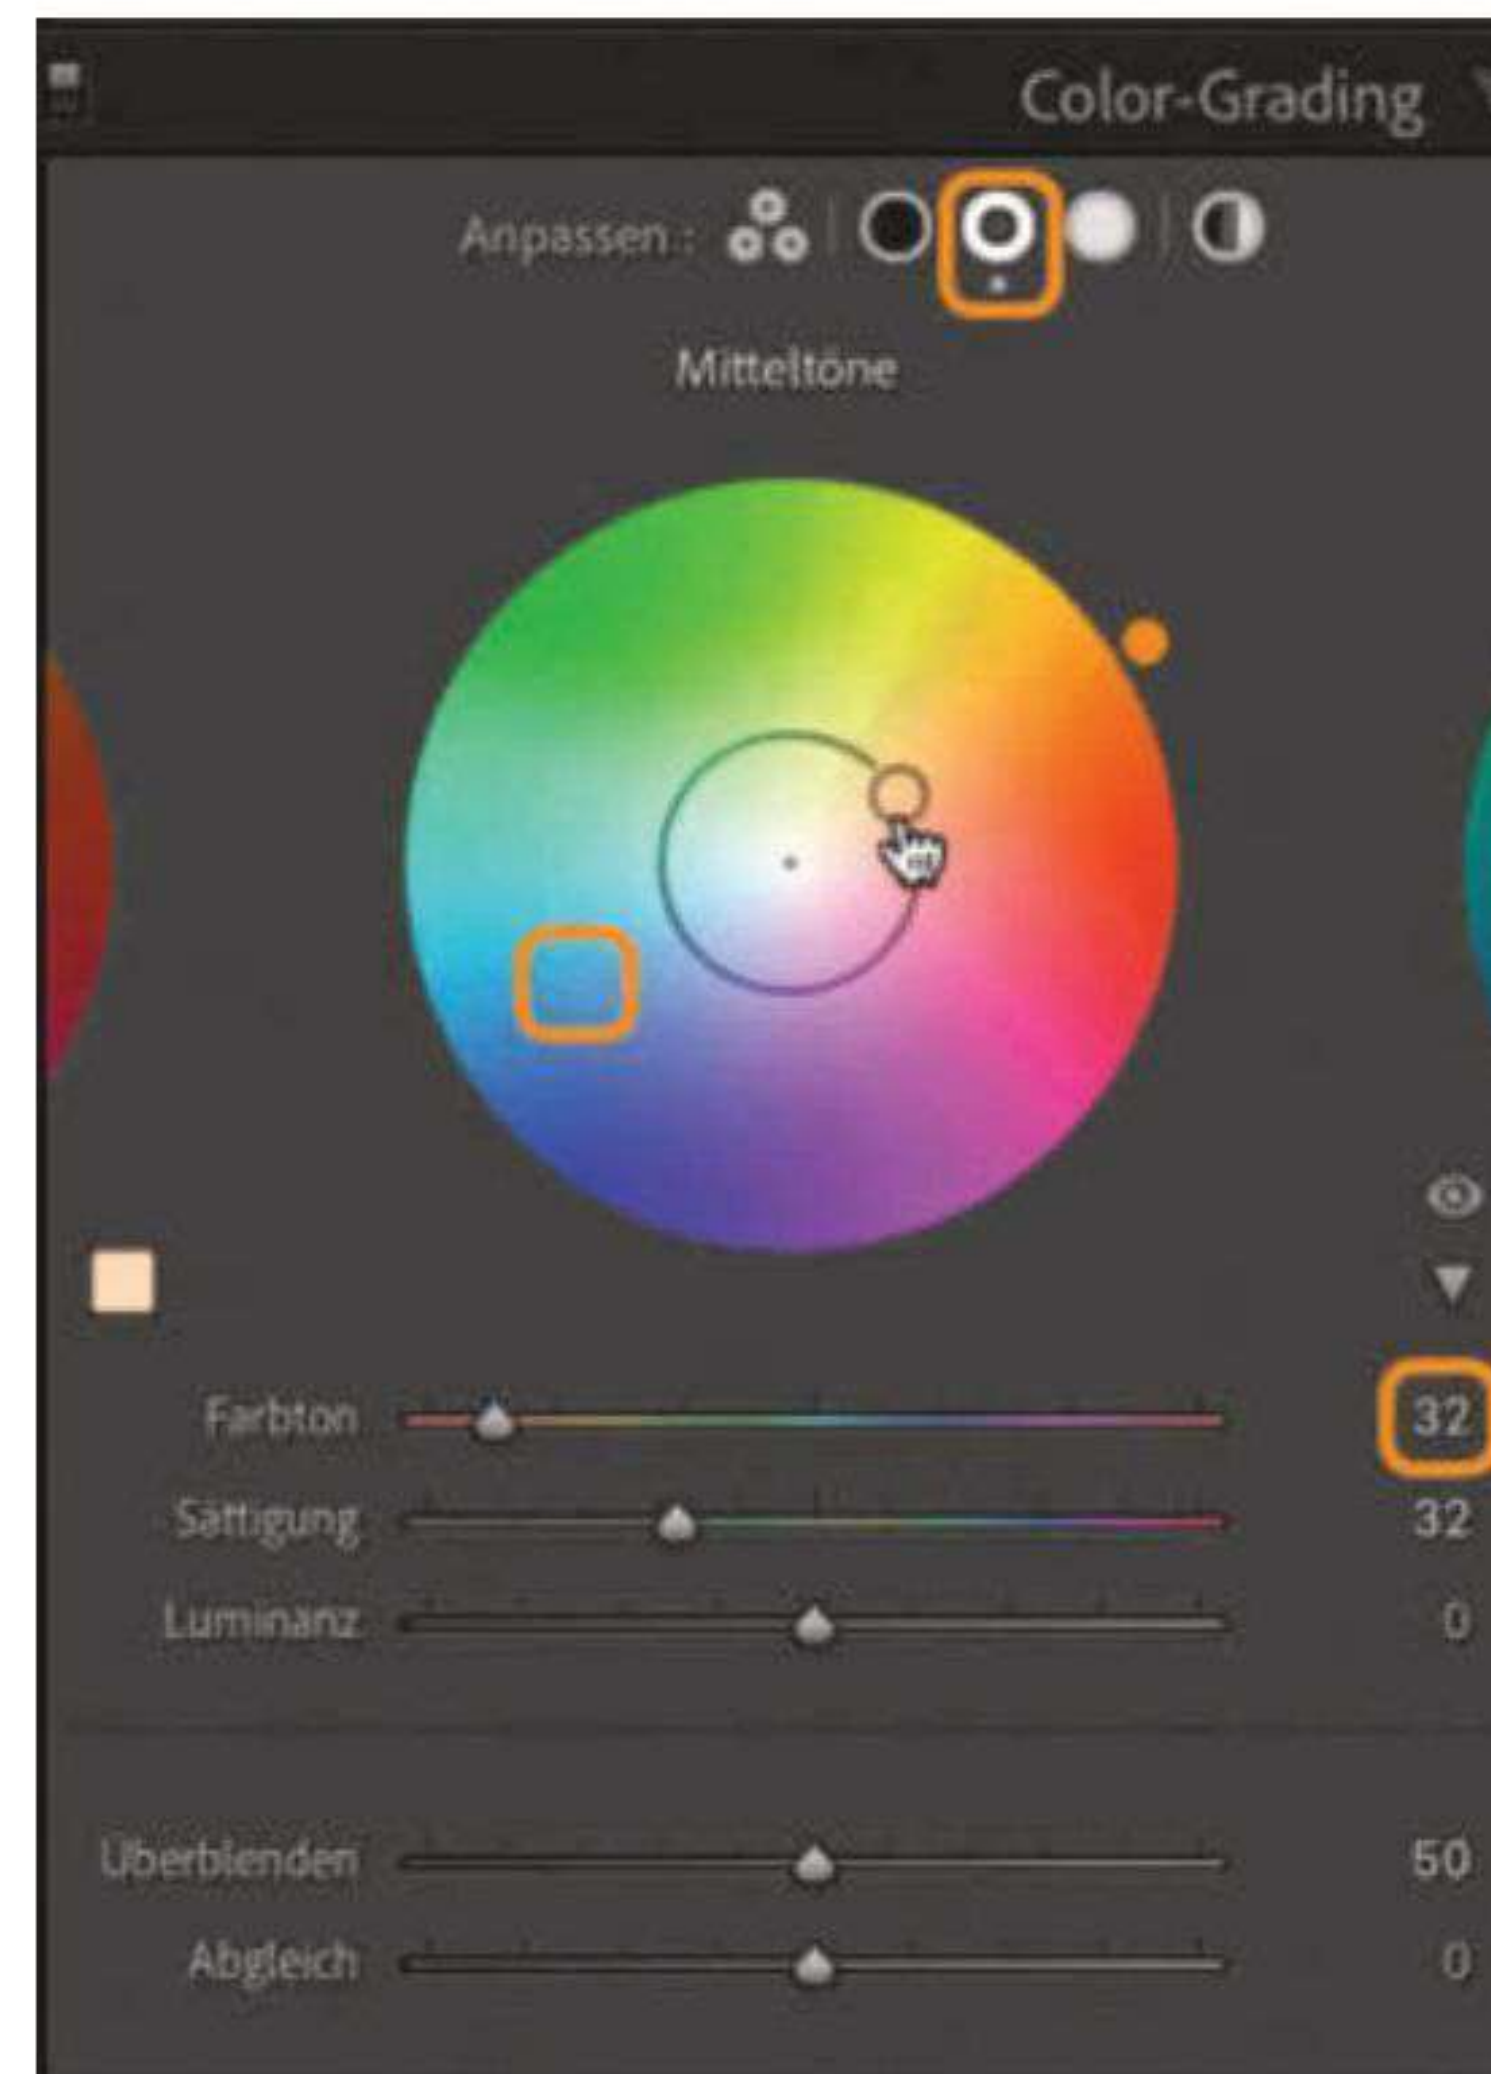 Color-Grading
Anpassen :
Mitteltöne
Farbton 32
Sättigung 32
Luminanz 0
Überblenden 50
Abgleich 0